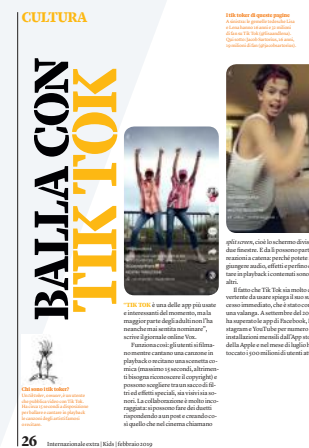 CULTURA
I tik toker di questa pagina
BALLA CON
TIK TOK
split screen, cioè lo schermo diviso
due finestre. E da lì possono partire
reazioni a catena: perché potete
giungere audio, effetti e perfino
tare in playback i contenuti sono
altri.
Il fatto che Tik Tok sia molto
vertente da usare spiega il suo
cesso immediato, che è stato co
una valanga. A settembre del 20
ha superato le app di Facebook,
stagram e YouTube per numero
installazioni mensili dall'App st
della Apple e nel mese di luglio
toccato i 500 milioni di utenti at
TIK TOK è una delle app più usate
e interessanti del momento, ma la
maggior parte degli adulti non l'ha
neanche mai sentita nominare",
scrive il giornale online Vox.
Funziona così: gli utenti si filma-
no mentre cantano una canzone in
playback o recitano una scenetta co-
mica (massimo 15 secondi, altrimen-
ti bisogna riconoscere il copyright) e
possono scegliere tra un sacco di fil-
tri ed effetti speciali, sia visivi sia so-
nori. La collaborazione è molto inco-
raggiata: si possono fare dei duetti
rispondendo a un post e creando co-
sì quello che nel cinema chiamano
Chi sono i tik toker?
26 Internazionale extra | Kids | febbraio 2019